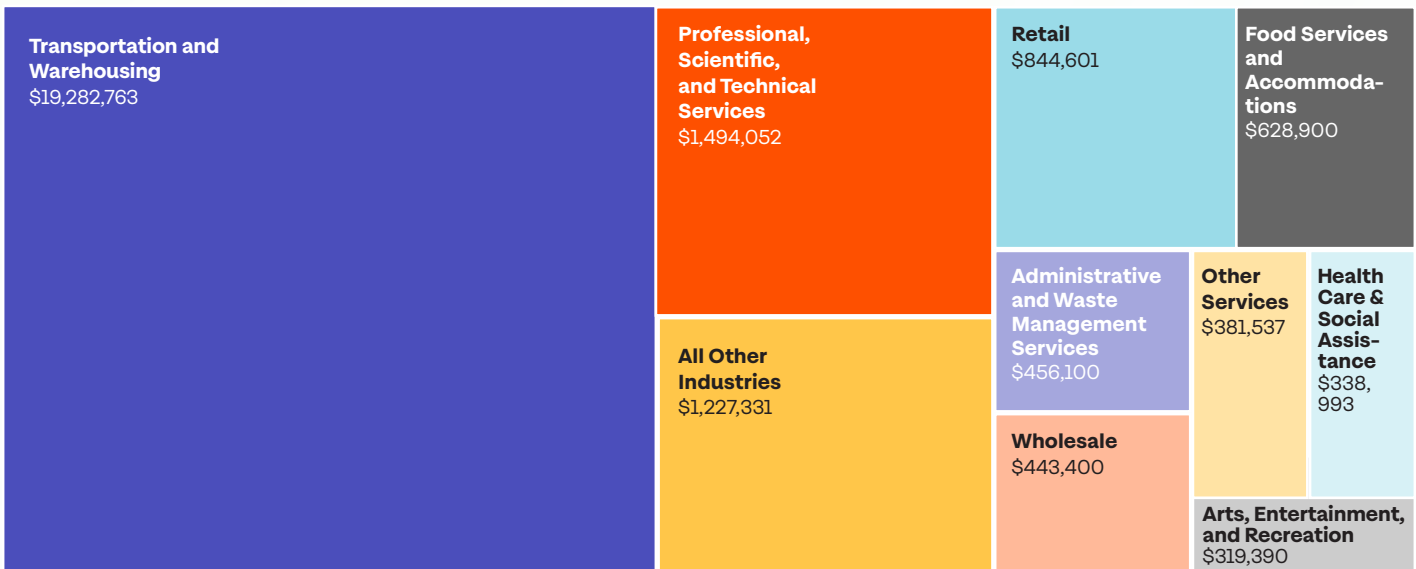 Transportation and
Warehousing
$19,282,763
Professional,
Scientific,
and Technical
Services
$1,494,052
All Other
Industries
$1,227,331
Retail
$844,601
Food Services
and
Accommoda-
tions
$628,900
Administrative
and Waste
Management
Services
$456,100
Wholesale
$443,400
Other
Services
$381,537
Health
Care &
Social
Assis-
tance
$338,
993
Arts, Entertainment,
and Recreation
$319,390